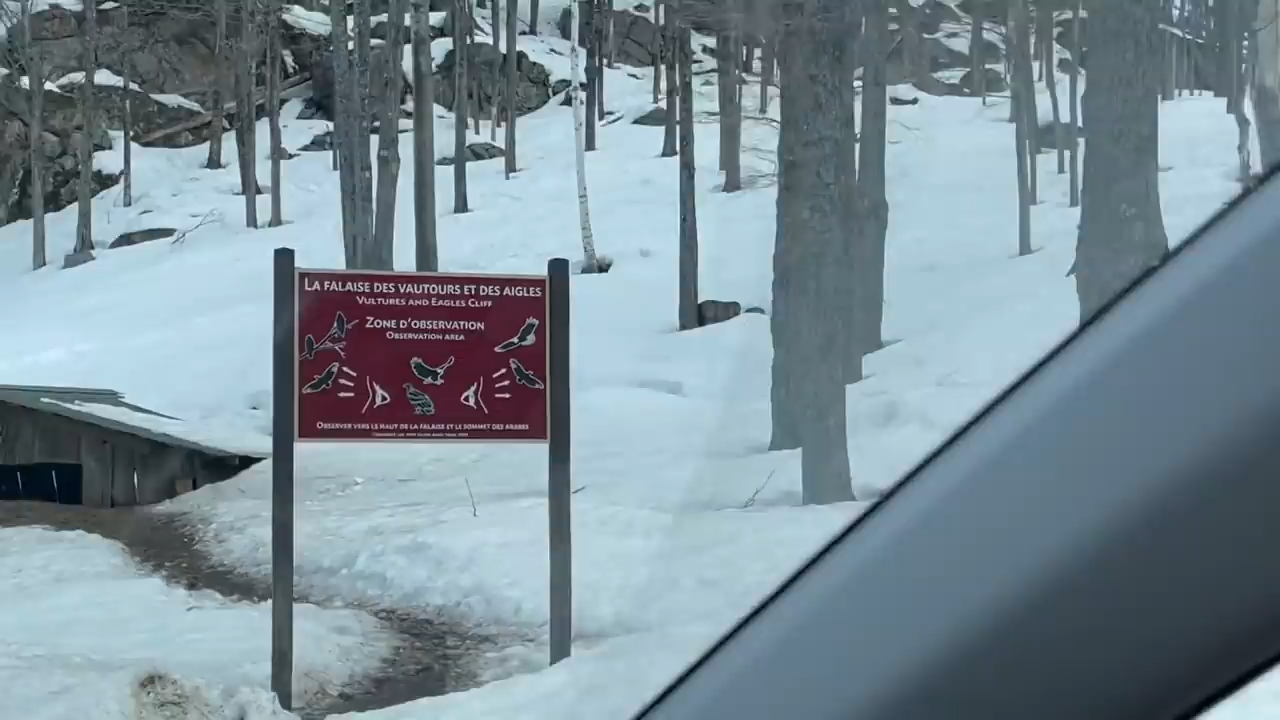 LA FALAISE DES VAUTOURS ET DES AIGLES
VULTURES AND EAGLES CLIFF
ZONE D'OBSERVATION
OBSERVATION AREA
OBSERVER VERS LE HAUT DE LA FALAISE ET LE SOMMET DES ARBRES